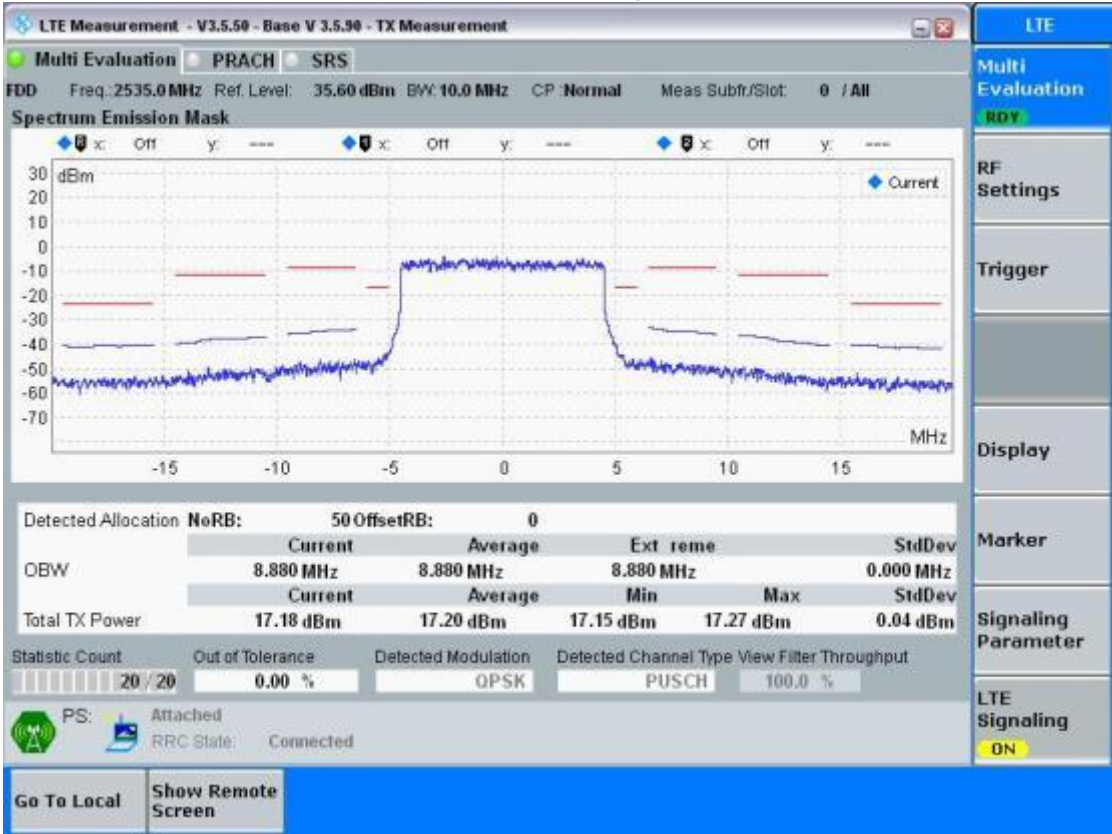 LTE Measurement - V3.5.50 - Base V 3.5.90 - TX Measurement
LTE
Multi Evaluation PRACH SRS
Multi
Evaluation
RDY
FDD Freq.:2535.0 MHz Ref. Level: 35.60 dBm BW: 10.0 MHz CP :Normal Meas Subfr./Slot: 0 / All
Spectrum Emission Mask
x: Off y: --- x: Off y: --- x: Off y: ---
dBm
Current
30
20
10
0
-10
-20
-30
-40
-50
-60
-70
MHz
-15 -10 -5 0 5 10 15
RF
Settings
Trigger
Display
Marker
Signaling
Parameter
LTE
Signaling
ON
Detected Allocation NoRB: 50 OffsetRB: 0
Current Average Ext reme StdDev
OBW 8.880 MHz 8.880 MHz 8.880 MHz 0.000 MHz
Current Average Min Max StdDev
Total TX Power 17.18 dBm 17.20 dBm 17.15 dBm 17.27 dBm 0.04 dBm
Statistic Count Out of Tolerance Detected Modulation Detected Channel Type View Filter Throughput
20 / 20 0.00 % QPSK PUSCH 100.0 %
PS: Attached
RRC State: Connected
Go To Local
Show Remote
Screen